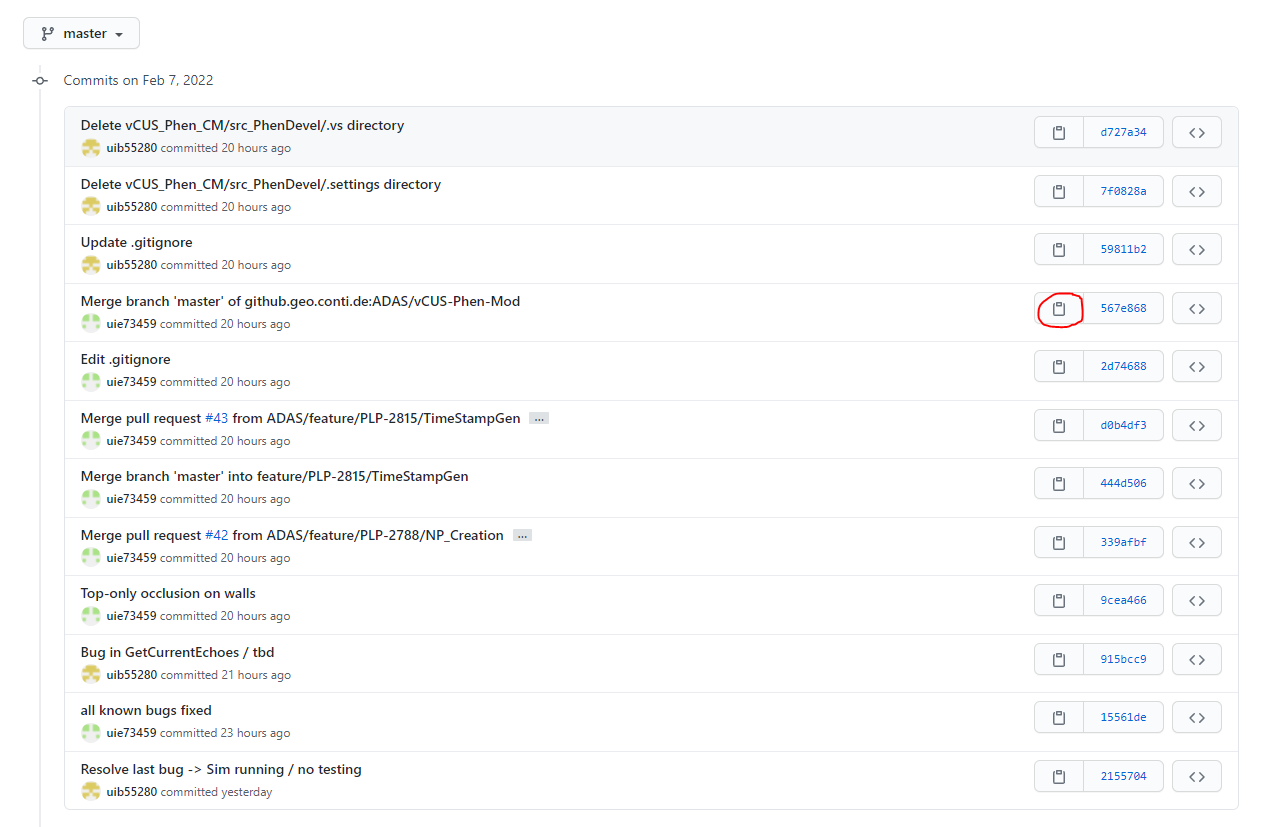 master
Commits on Feb 7, 2022
Delete vCUS_Phen_CM/src_PhenDevel/.vs directory
d727a34
uib55280 committed 20 hours ago
Delete vCUS_Phen_CM/src_PhenDevel/.settings directory
7f0828a
uib55280 committed 20 hours ago
Update .gitignore
59811b2
uib55280 committed 20 hours ago
Merge branch 'master' of github.geo.conti.de:ADAS/vCUS-Phen-Mod
567e868
uie73459 committed 20 hours ago
Edit .gitignore
2d74688
uie73459 committed 20 hours ago
Merge pull request #43 from ADAS/feature/PLP-2815/TimeStampGen ...
d0b4df3
uie73459 committed 20 hours ago
Merge branch 'master' into feature/PLP-2815/TimeStampGen
444d506
uie73459 committed 20 hours ago
Merge pull request #42 from ADAS/feature/PLP-2788/NP_Creation ...
339afbf
uie73459 committed 20 hours ago
Top-only occlusion on walls
9cea466
uie73459 committed 20 hours ago
Bug in GetCurrentEchoes / tbd
915bcc9
uib55280 committed 21 hours ago
all known bugs fixed
15561de
uie73459 committed 23 hours ago
Resolve last bug -> Sim running / no testing
2155704
uib55280 committed yesterday